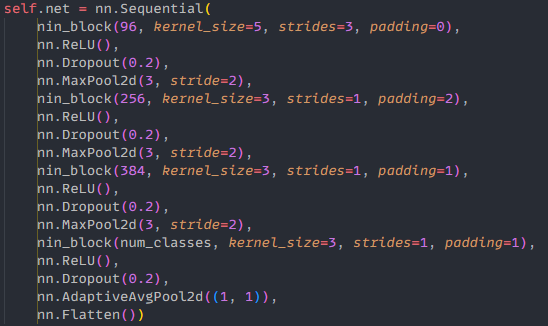 self.net = nn.Sequential(
nin_block(96, kernel_size=5, strides=3, padding=0),
nn.ReLU(),
nn.Dropout(0.2),
nn.MaxPool2d(3, stride=2),
nin_block(256, kernel_size=3, strides=1, padding=2),
nn.ReLU(),
nn.Dropout(0.2),
nn.MaxPool2d(3, stride=2),
nin_block(384, kernel_size=3, strides=1, padding=1),
nn.ReLU(),
nn.Dropout(0.2),
nn.MaxPool2d(3, stride=2),
nin_block(num_classes, kernel_size=3, strides=1, padding=1),
nn.ReLU(),
nn.Dropout(0.2),
nn.AdaptiveAvgPool2d((1, 1)),
nn.Flatten())